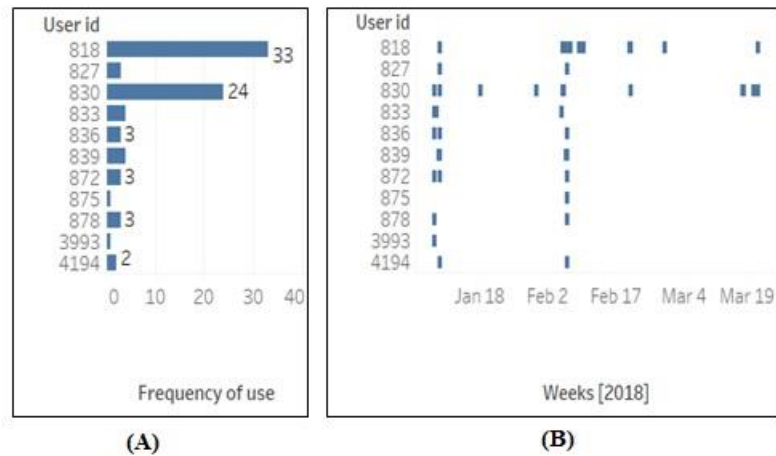 User id
818 33
827
830 24
833
836 3
839
872 3
875
878 3
3993
4194 2
0 10 20 30 40
Frequency of use
(A)
User id
818
827
830
833
836
839
872
875
878
3993
4194
Jan 18 Feb 2 Feb 17 Mar 4 Mar 19
Weeks [2018]
(B)